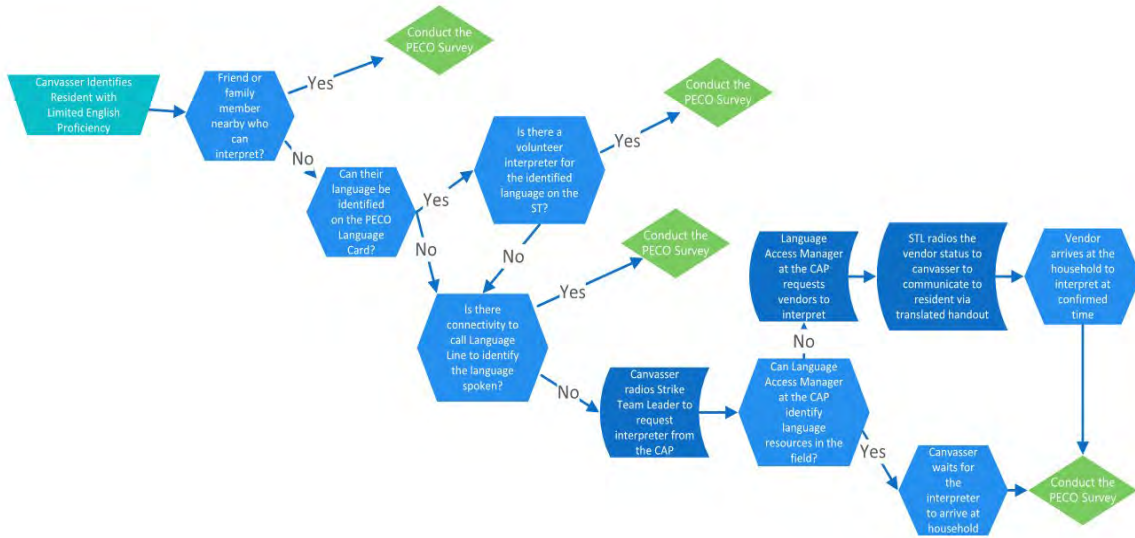 Canvasser Identifies
Resident with
Limited English
Proficiency
Friend or
family
member
nearby who
can
interpret?
Yes
Conduct the
PECO Survey
No
Can their
language be
identified
on the PECO
Language
Card?
Yes
Is there a
volunteer
interpreter for
the identified
language on the
ST?
Yes
Conduct the
PECO Survey
No
No
Is there
connectivity to
call Language
Line to identify
the language
spoken?
Yes
Conduct the
PECO Survey
No
Canvasser
radios Strike
Team Leader to
request
interpreter from
the CAP
Can Language
Access Manager
at the CAP
identify
language
resources in the
field?
No
Language
Access Manager
at the CAP
requests
vendors to
interpret
STL radios the
vendor status to
canvasser to
communicate to
resident via
translated handout
Vendor
arrives at the
household to
interpret at
confirmed
time
Yes
Canvasser
waits for
the
interpreter
to arrive at
household
Conduct the
PECO Survey